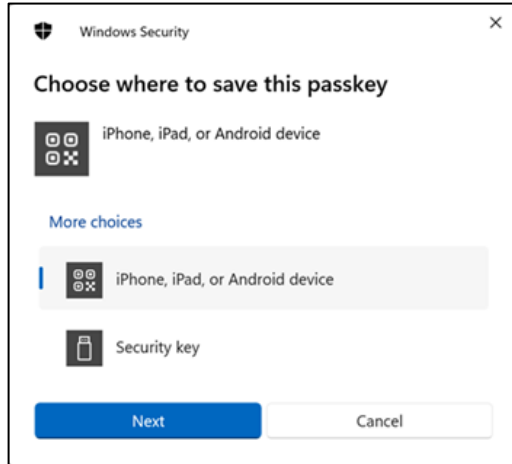 Windows Security
Choose where to save this passkey
iPhone, iPad, or Android device
More choices
iPhone, iPad, or Android device
Security key
Next
Cancel